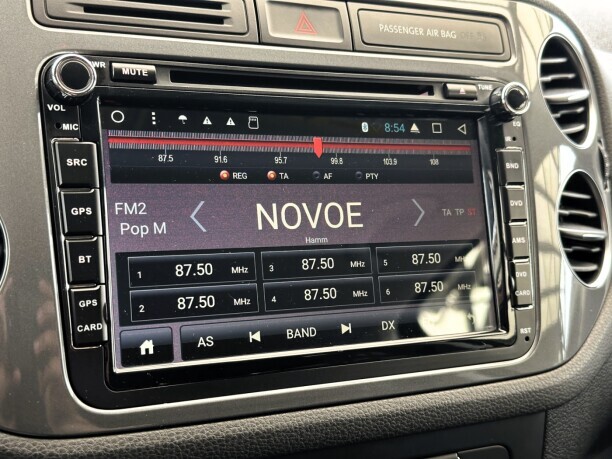 PASSENGER AIR BAG
PWR
MUTE
TUNE
VOL
MIC
EQ
8:54
87.5 91.6 95.7 99.8 103.9 108
REG TA AF PTY
SRC
GPS
BT
GPS
CARD
BND
DVD
AMS
DVD
CARD
RST
FM2
Pop M
NOVOE
Hamm
TA TP ST
1 87.50 MHz
3 87.50 MHz
5 87.50 MHz
2 87.50 MHz
4 87.50 MHz
6 87.50 MHz
AS BAND DX